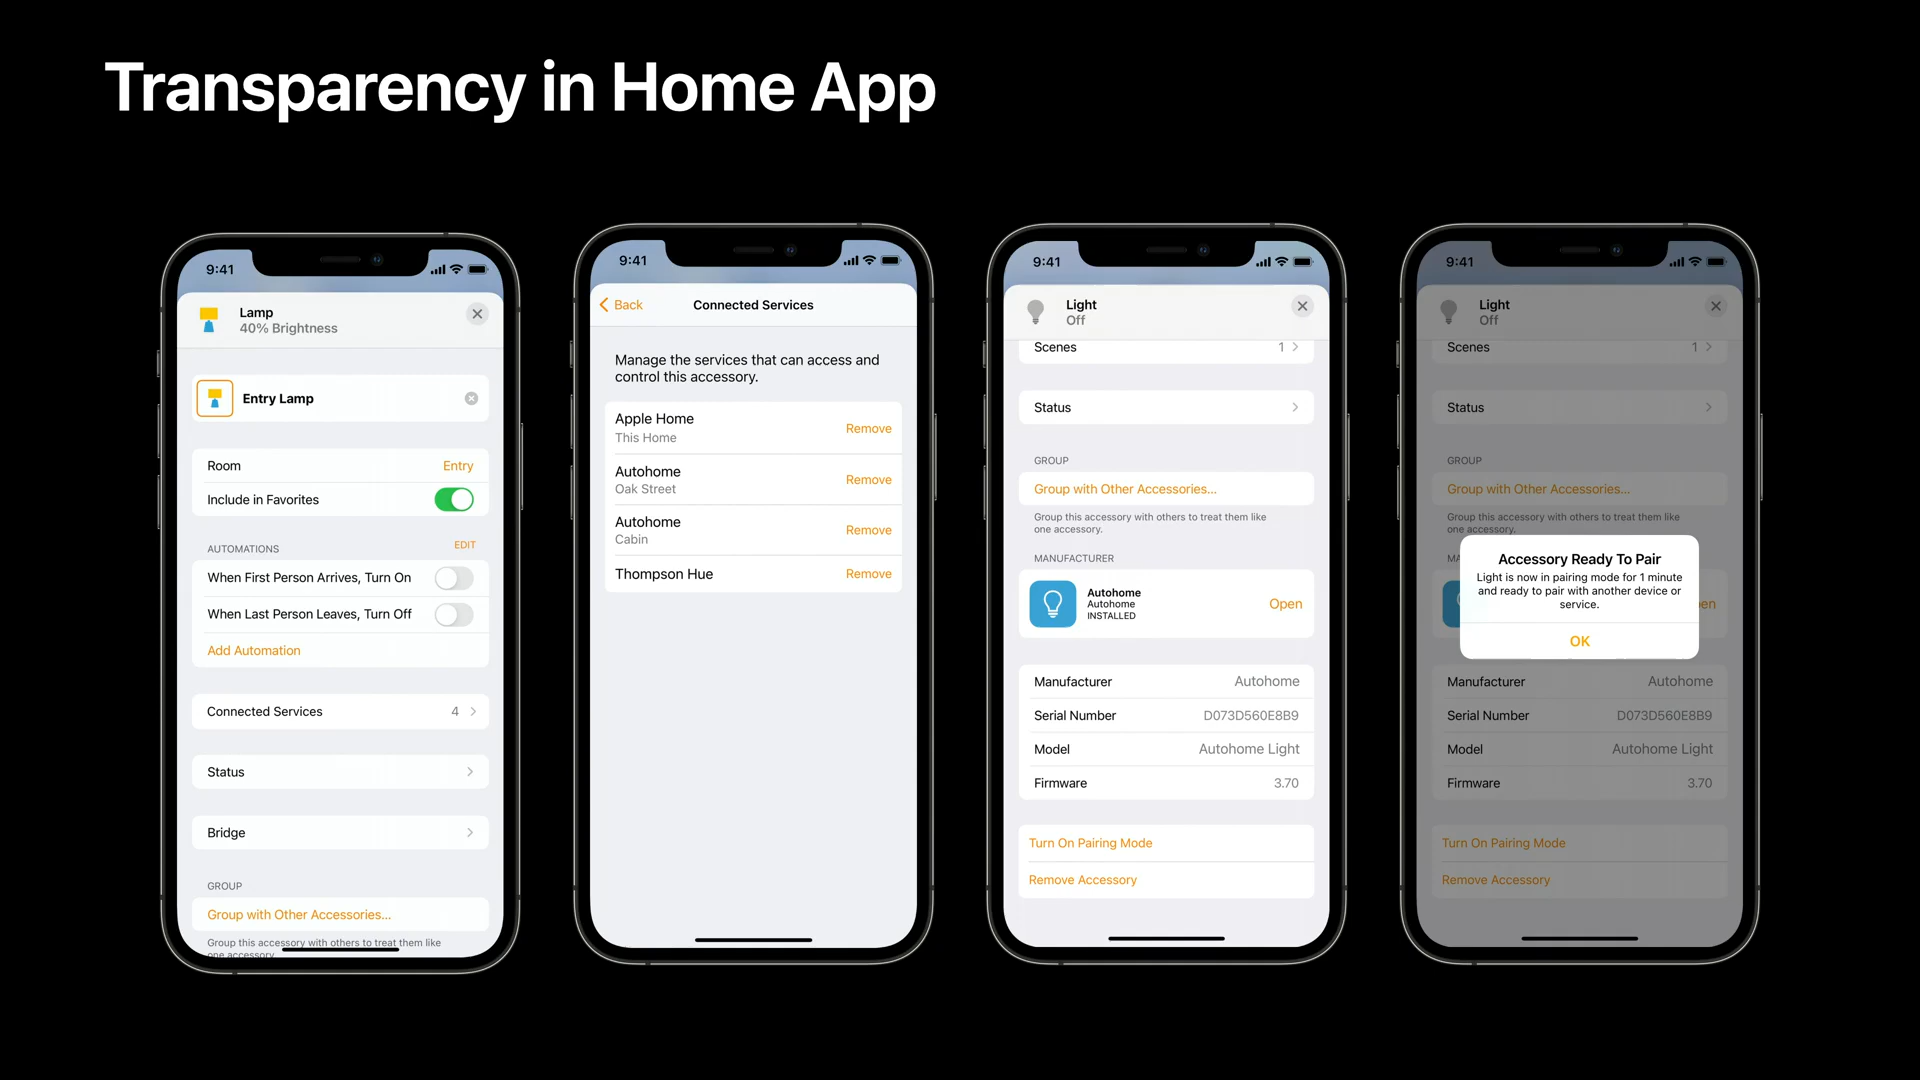 Transparency in Home App
9:41
Lamp
40% Brightness
Entry Lamp
Room
Entry
Include in Favorites
AUTOMATIONS
EDIT
When First Person Arrives, Turn On
When Last Person Leaves, Turn Off
Add Automation
Connected Services
4
Status
Bridge
GROUP
Group with Other Accessories...
Group this accessory with others to treat them like
one accessory.
9:41
Back
Connected Services
Manage the services that can access and
control this accessory.
Apple Home
This Home
Remove
Autohome
Oak Street
Remove
Autohome
Cabin
Remove
Thompson Hue
Remove
9:41
Light
Off
Scenes
1
Status
GROUP
Group with Other Accessories...
Group this accessory with others to treat them like
one accessory.
MANUFACTURER
Autohome
Autohome
INSTALLED
Open
Manufacturer
Autohome
Serial Number
D073D560E8B9
Model
Autohome Light
Firmware
3.70
Turn On Pairing Mode
Remove Accessory
9:41
Light
Off
Scenes
1
Status
GROUP
Group with Other Accessories...
Group this accessory with others to treat them like
one accessory.
MA
Accessory Ready To Pair
Light is now in pairing mode for 1 minute
and ready to pair with another device or
service.
OK
en
Manufacturer
Autohome
Serial Number
D073D560E8B9
Model
Autohome Light
Firmware
3.70
Turn On Pairing Mode
Remove Accessory